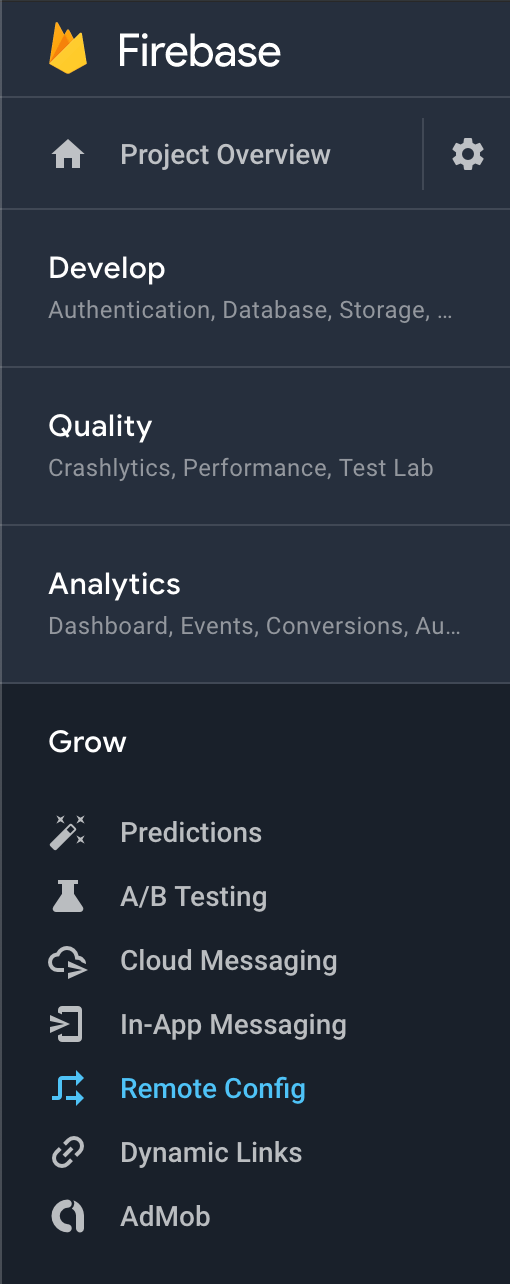 Firebase
Project Overview
Develop
Authentication, Database, Storage, ...
Quality
Crashlytics, Performance, Test Lab
Analytics
Dashboard, Events, Conversions, Au...
Grow
Predictions
A/B Testing
Cloud Messaging
In-App Messaging
Remote Config
Dynamic Links
AdMob